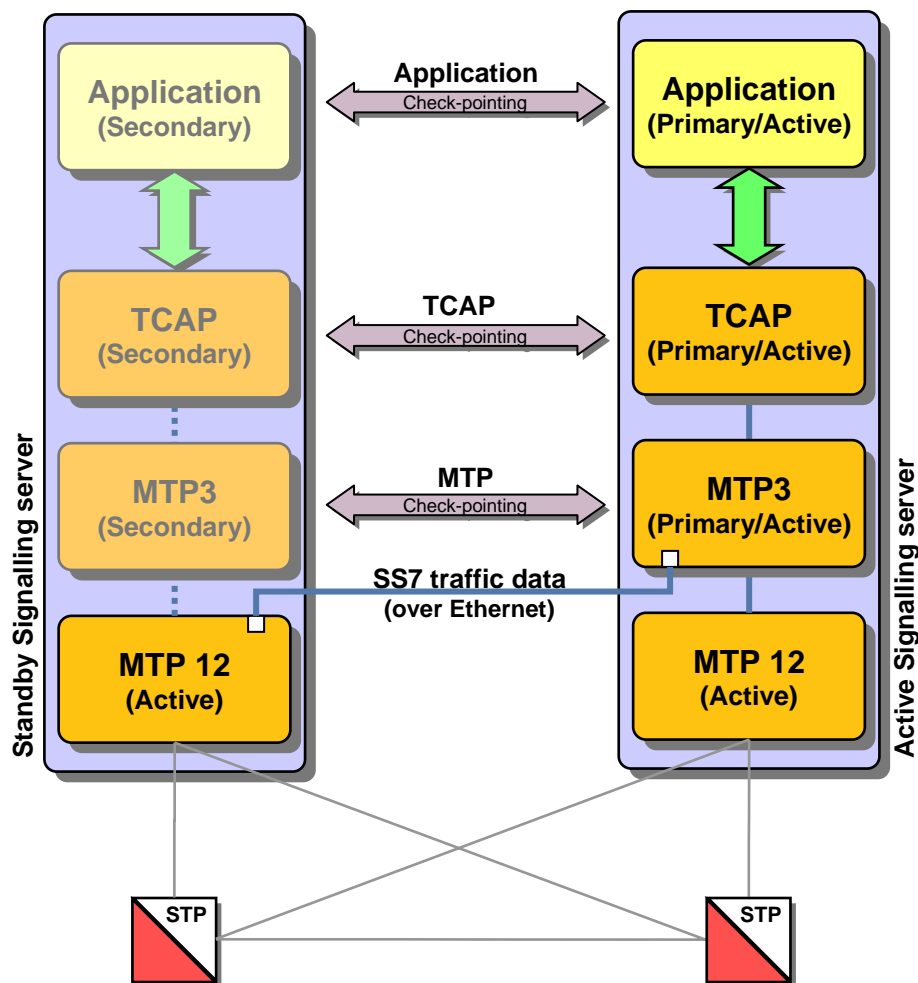 Application
(Secondary)
Application
Check-pointing
Application
(Primary/Active)
TCAP
(Secondary)
TCAP
Check-pointing
TCAP
(Primary/Active)
MTP3
(Secondary)
MTP
Check-pointing
MTP3
(Primary/Active)
SS7 traffic data
(over Ethernet)
MTP 12
(Active)
MTP 12
(Active)
Standby Signalling server
Active Signalling server
STP
STP